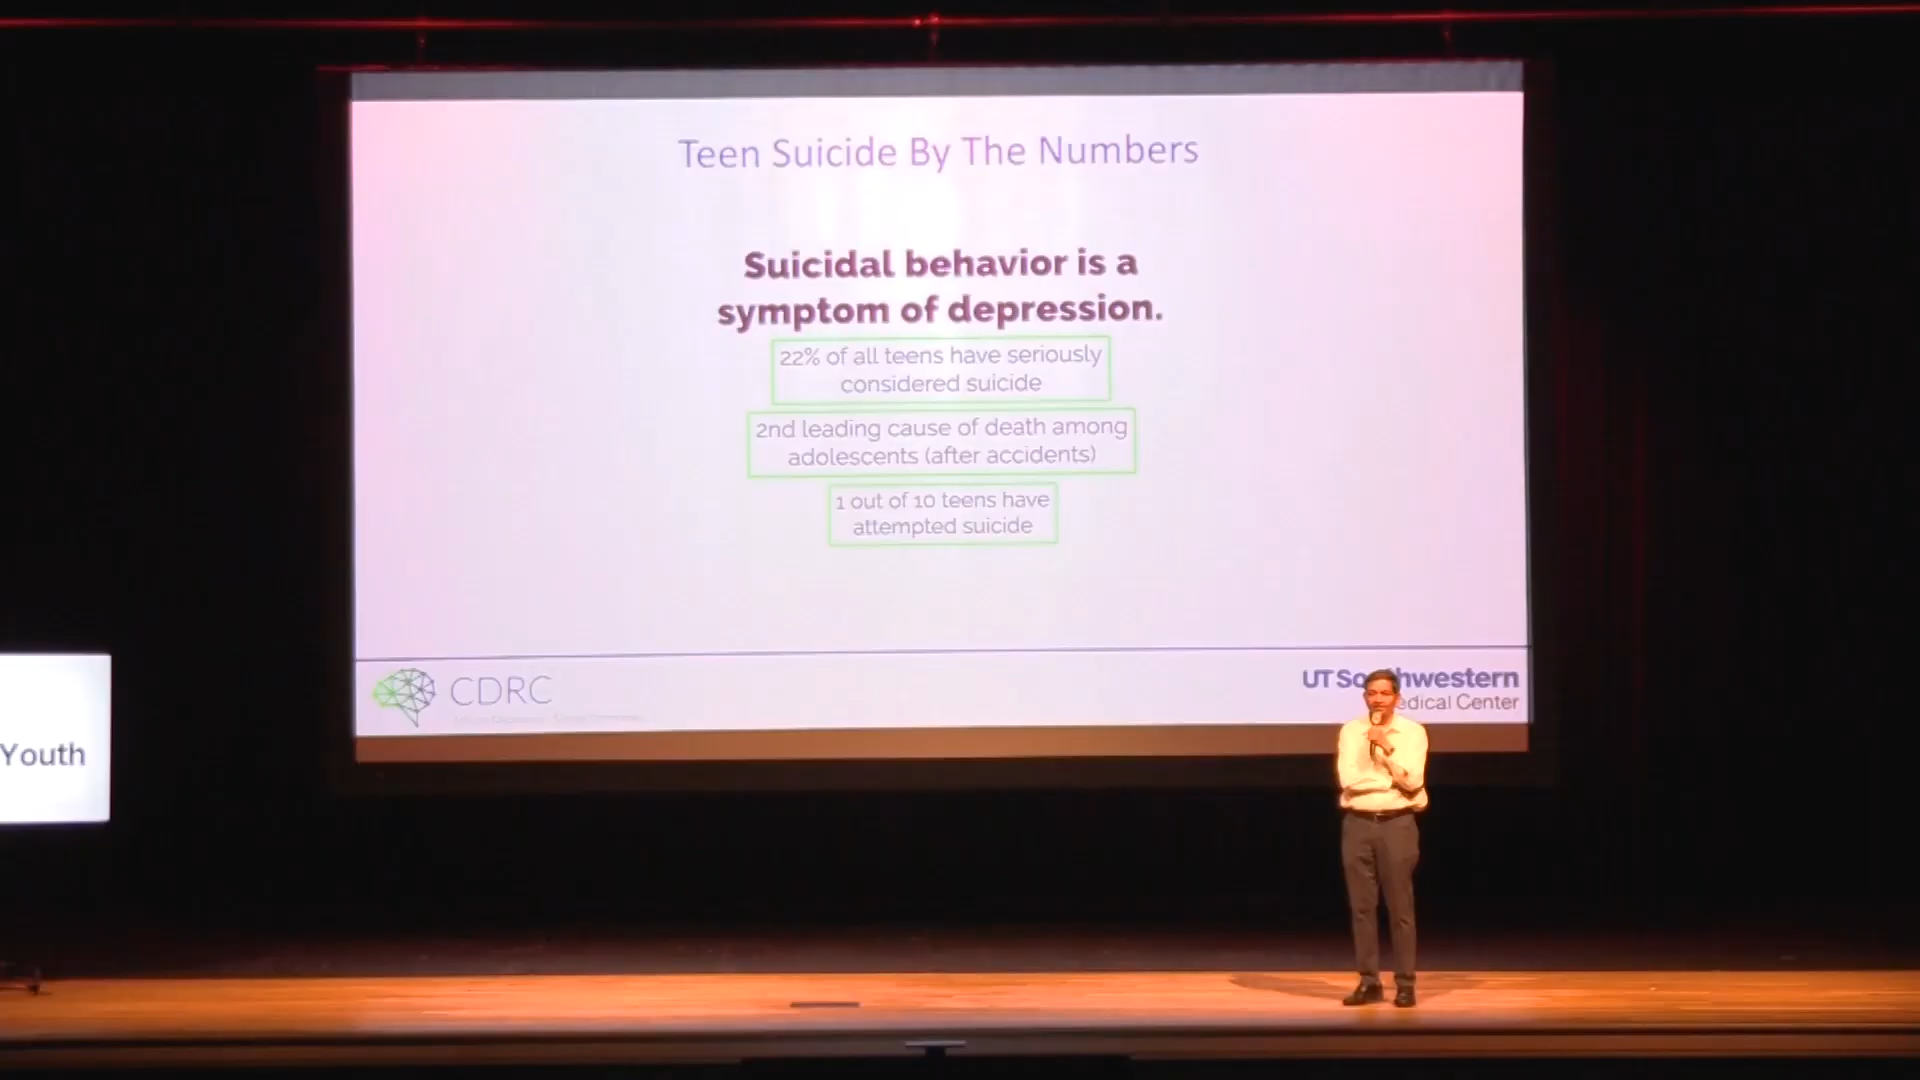 Teen Suicide By The Numbers
Suicidal behavior is a
symptom of depression.
22% of all teens have seriously
considered suicide
2nd leading cause of death among
adolescents (after accidents)
1 out of 10 teens have
attempted suicide
CDRC
UT So hwestern
edical Center
Youth